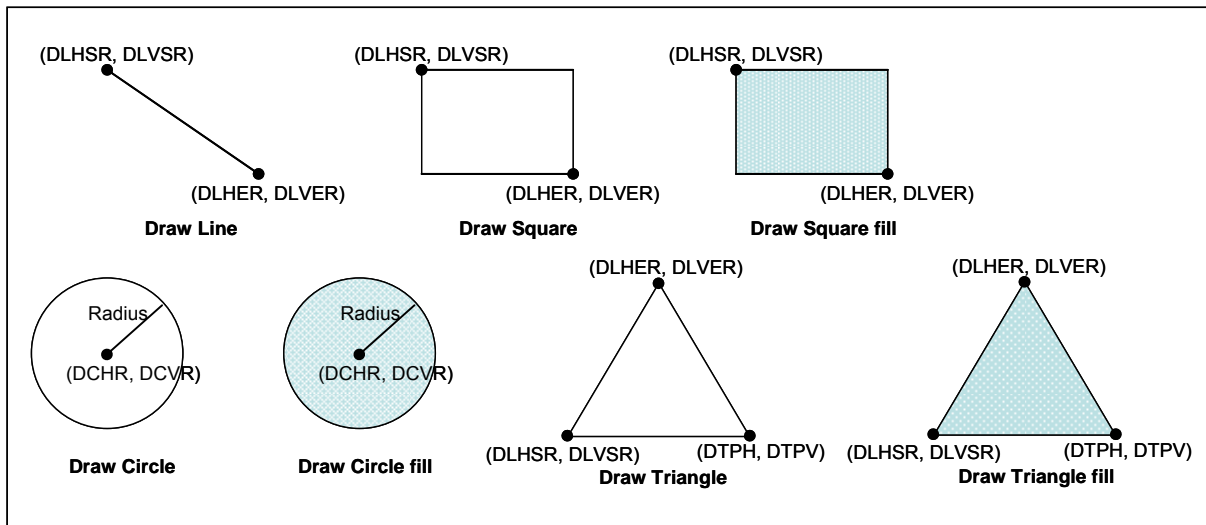 (DLHSR, DLVSR)
(DLHER, DLVER)
Draw Line
(DLHSR, DLVSR)
(DLHER, DLVER)
Draw Square
(DLHSR, DLVSR)
(DLHER, DLVER)
Draw Square fill
Radius
(DCHR, DCVR)
Draw Circle
Radius
(DCHR, DCVR)
Draw Circle fill
(DLHER, DLVER)
(DLHSR, DLVSR)
(DTPH, DTPV)
Draw Triangle
(DLHER, DLVER)
(DLHSR, DLVSR)
(DTPH, DTPV)
Draw Triangle fill